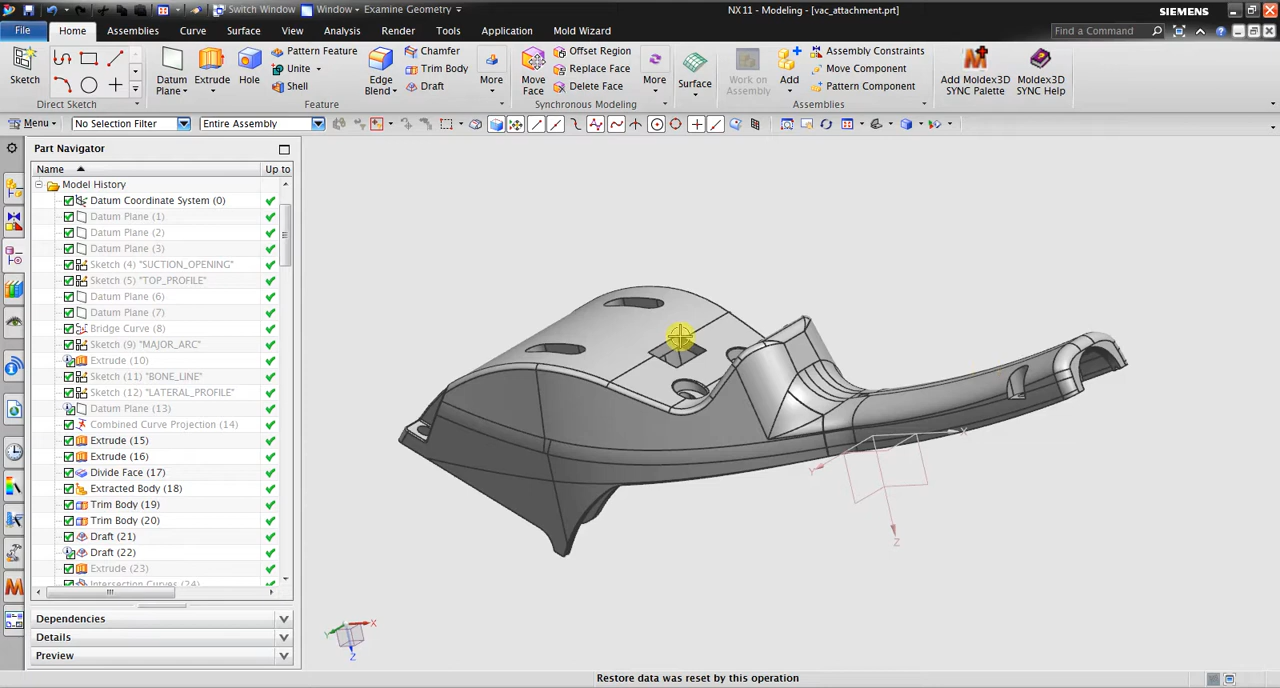 Switch Window
Window
Examine Geometry
NX 11 - Modeling - [vac_attachment.prt]
SIEMENS
File
Home
Assemblies
Curve
Surface
View
Analysis
Render
Tools
Application
Mold Wizard
Find a Command
Sketch
Direct Sketch
Datum Plane
Extrude
Hole
Pattern Feature
Unite
Shell
Edge Blend
Chamfer
Trim Body
Draft
More
Feature
Move Face
Offset Region
Replace Face
Delete Face
More
Synchronous Modeling
Surface
Work on Assembly
Add
Assembly Constraints
Move Component
Pattern Component
Assemblies
Add Moldex3D SYNC Palette
Moldex3D SYNC Help
Menu
No Selection Filter
Entire Assembly
Part Navigator
Name
Up to
Model History
Datum Coordinate System (0)
Datum Plane (1)
Datum Plane (2)
Datum Plane (3)
Sketch (4) "SUCTION_OPENING"
Sketch (5) "TOP_PROFILE"
Datum Plane (6)
Datum Plane (7)
Bridge Curve (8)
Sketch (9) "MAJOR_ARC"
Extrude (10)
Sketch (11) "BONE_LINE"
Sketch (12) "LATERAL_PROFILE"
Datum Plane (13)
Combined Curve Projection (14)
Extrude (15)
Extrude (16)
Divide Face (17)
Extracted Body (18)
Trim Body (19)
Trim Body (20)
Draft (21)
Draft (22)
Extrude (23)
Intersection Curves (24)
Dependencies
Details
Preview
X
Y
Z
X
Y
Z
Restore data was reset by this operation